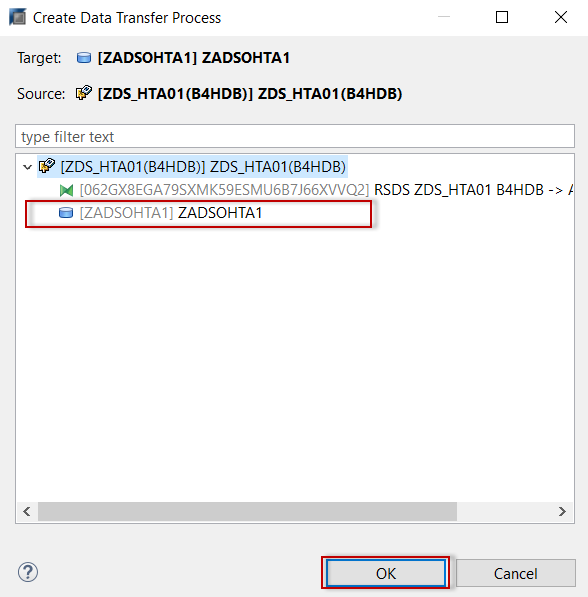 Create Data Transfer Process
Target: [ZADSOHTA1] ZADSOHTA1
Source: [ZDS_HTA01(B4HDB)] ZDS_HTA01(B4HDB)
type filter text
[ZDS_HTA01(B4HDB)] ZDS_HTA01(B4HDB)
[062GX8EGA79SXMK59ESMU6B7J66XVVQ2] RSDS ZDS_HTA01 B4HDB -> A
[ZADSOHTA1] ZADSOHTA1
?
OK
Cancel